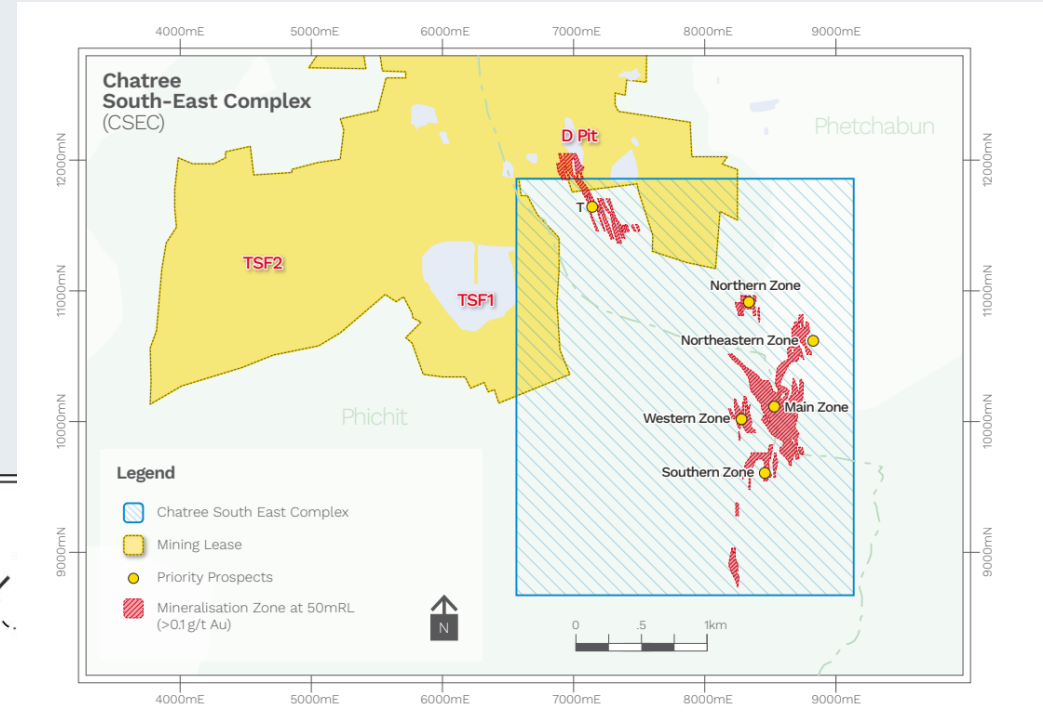 4000mE 5000mE 6000mE 7000mE 8000mE 9000mE
Chatree
South-East Complex
(CSEC)
12000mN
11000mN
10000mN
9000mN
12000mN
11000mN
10000mN
9000mN
Phetchabun
D Pit
T
TSF2
TSF1
Northern Zone
Northeastern Zone
Main Zone
Western Zone
Southern Zone
Phichit
Legend
Chatree South East Complex
Mining Lease
Priority Prospects
Mineralisation Zone at 50mRL
(>0.1 g/t Au)
N
0 .5 1km
4000mE 5000mE 6000mE 7000mE 8000mE 9000mE